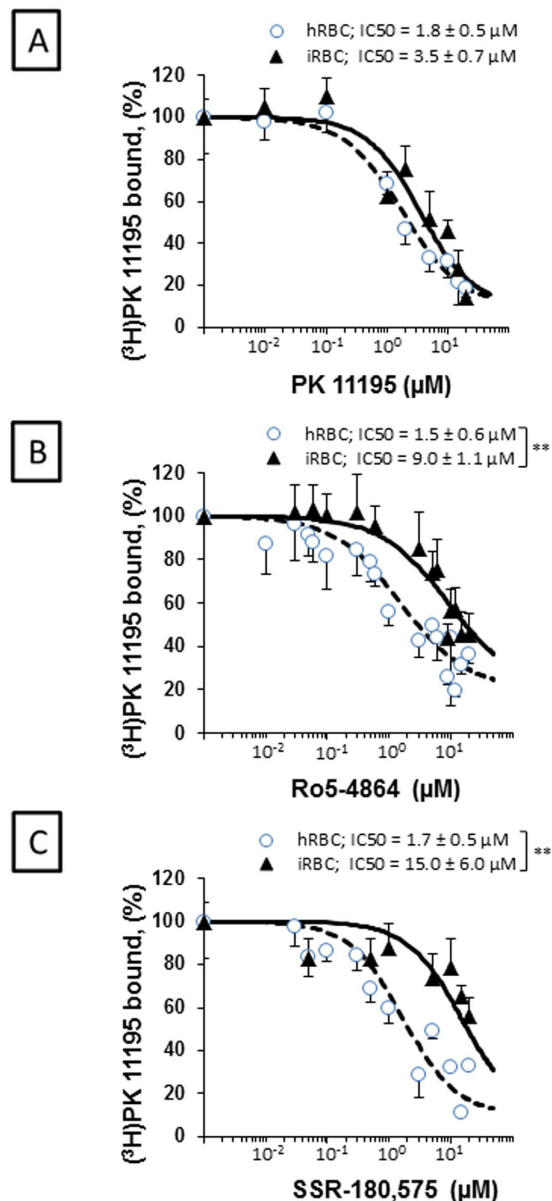 A
hRBC; IC50 = 1.8 ± 0.5 µM
iRBC; IC50 = 3.5 ± 0.7 µM
120
100
80
60
40
20
0
(³H)PK 11195 bound, (%)
10⁻² 10⁻¹ 10⁰ 10¹
PK 11195 (µM)
B
hRBC; IC50 = 1.5 ± 0.6 µM
iRBC; IC50 = 9.0 ± 1.1 µM
**
120
100
80
60
40
20
0
(³H)PK 11195 bound, (%)
10⁻² 10⁻¹ 10⁰ 10¹
Ro5-4864 (µM)
C
hRBC; IC50 = 1.7 ± 0.5 µM
iRBC; IC50 = 15.0 ± 6.0 µM
**
120
100
80
60
40
20
0
(³H)PK 11195 bound, (%)
10⁻² 10⁻¹ 10⁰ 10¹
SSR-180,575 (µM)